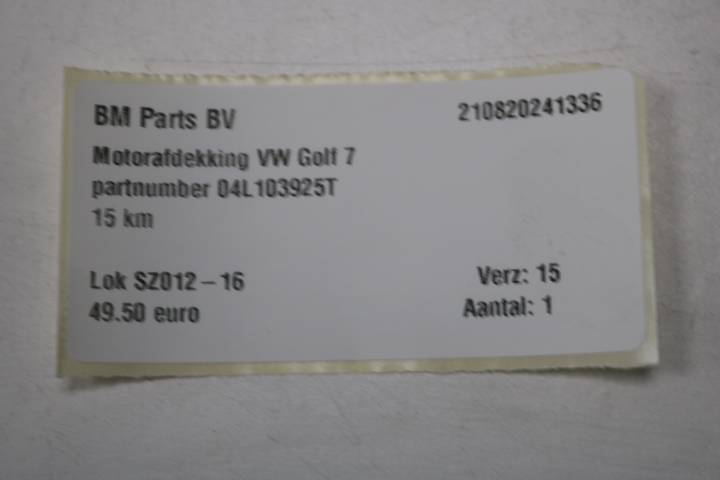 BM Parts BV 210820241336
Motorafdekking VW Golf 7
partnumber 04L103925T
15 km
Lok SZ012-16 Verz: 15
49.50 euro Aantal: 1